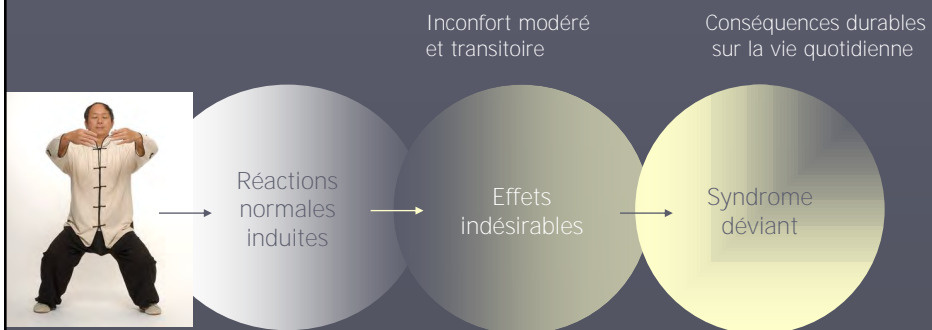 Inconfort modéré
et transitoire
Conséquences durables
sur la vie quotidienne
Réactions
normales
induites
Effets
indésirables
Syndrome
déviant